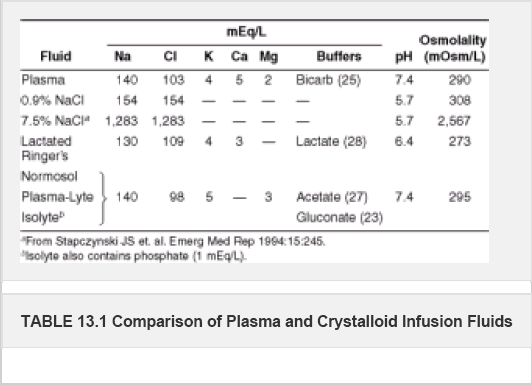 mEq/L
Fluid Na Cl K Ca Mg Buffers pH Osmolality (mOsm/L)
Plasma 140 103 4 5 2 Bicarb (25) 7.4 290
0.9% NaCl 154 154 — — — — 5.7 308
7.5% NaClᵃ 1,283 1,283 — — — — 5.7 2,567
Lactated Ringer's 130 109 4 3 — Lactate (28) 6.4 273
Normosol
Plasma-Lyte 140 98 5 — 3 Acetate (27) 7.4 295
Isolyteᵇ Gluconate (23)
ᵃFrom Stapczynski JS et. al. Emerg Med Rep 1994:15:245.
ᵇIsolyte also contains phosphate (1 mEq/L).
TABLE 13.1 Comparison of Plasma and Crystalloid Infusion Fluids